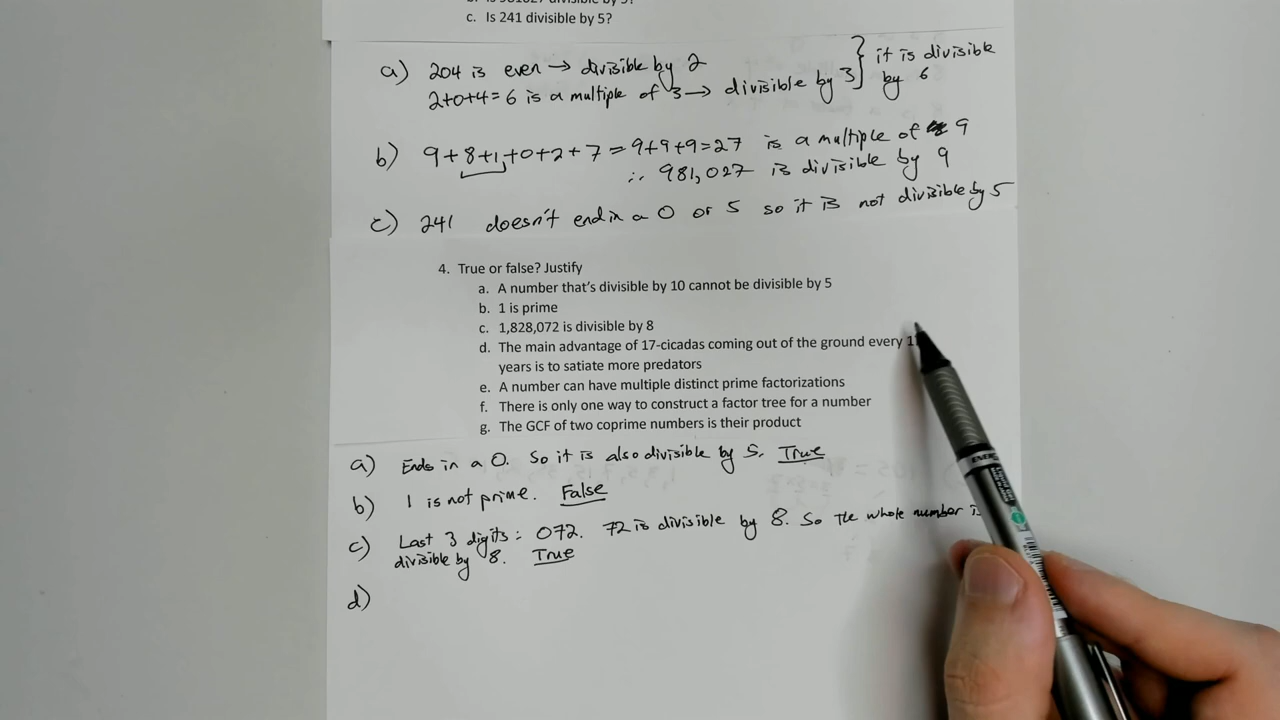 c. Is 241 divisible by 5?
a) 204 is even → divisible by 2
2+0+4=6 is a multiple of 3 → divisible by 3 } it is divisible by 6
b) 9+8+1+0+2+7=9+9+9=27 is a multiple of 9
∴ 981,027 is divisible by 9
c) 241 doesn't end in a 0 or 5 so it is not divisible by 5
4. True or false? Justify
a. A number that's divisible by 10 cannot be divisible by 5
b. 1 is prime
c. 1,828,072 is divisible by 8
d. The main advantage of 17-cicadas coming out of the ground every
years is to satiate more predators
e. A number can have multiple distinct prime factorizations
f. There is only one way to construct a factor tree for a number
g. The GCF of two coprime numbers is their product
a) Ends in a 0. So it is also divisible by 5. True
b) 1 is not prime. False
c) Last 3 digits: 072. 72 is divisible by 8. So the whole number is
divisible by 8. True
d)